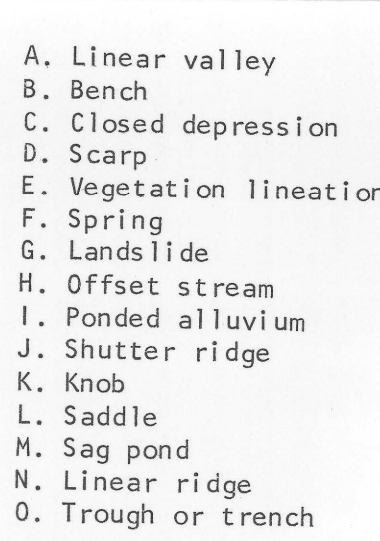 A. Linear valley
B. Bench
C. Closed depression
D. Scarp
E. Vegetation lineation
F. Spring
G. Landslide
H. Offset stream
I. Ponded alluvium
J. Shutter ridge
K. Knob
L. Saddle
M. Sag pond
N. Linear ridge
O. Trough or trench